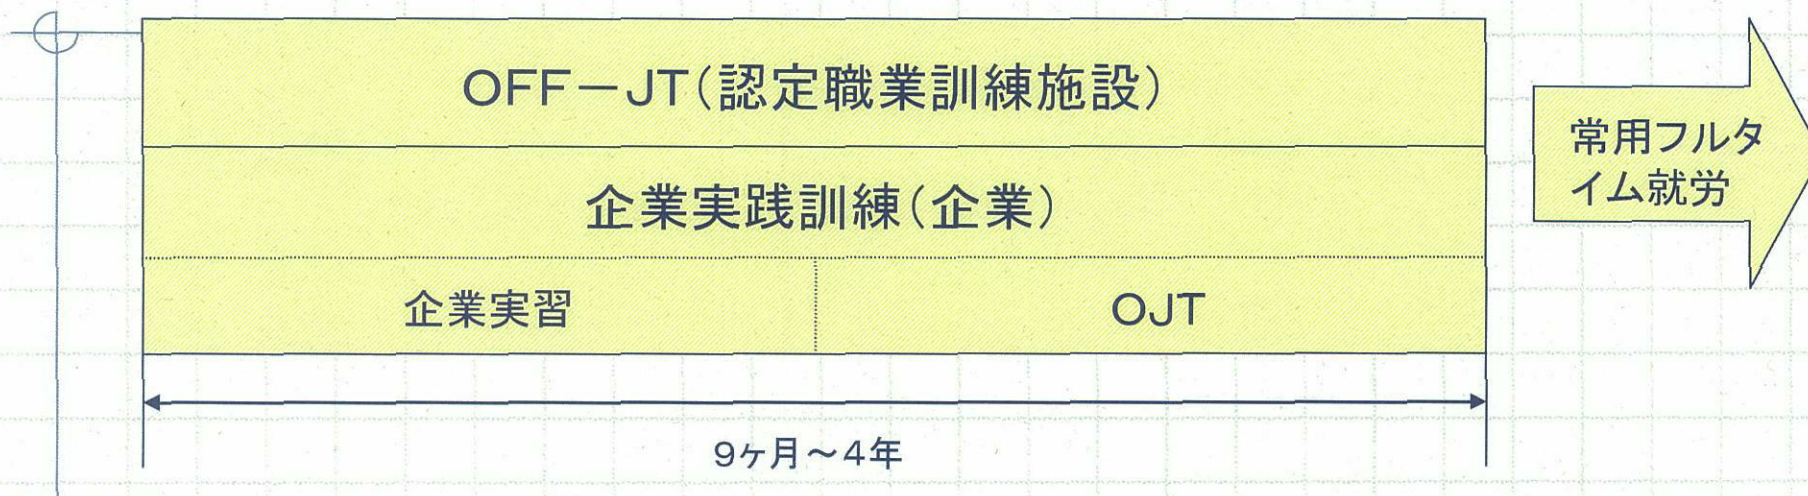 OFF－JT（認定職業訓練施設）
企業実践訓練（企業）
企業実習
OJT
9ヶ月～4年
常用フルタ
イム就労